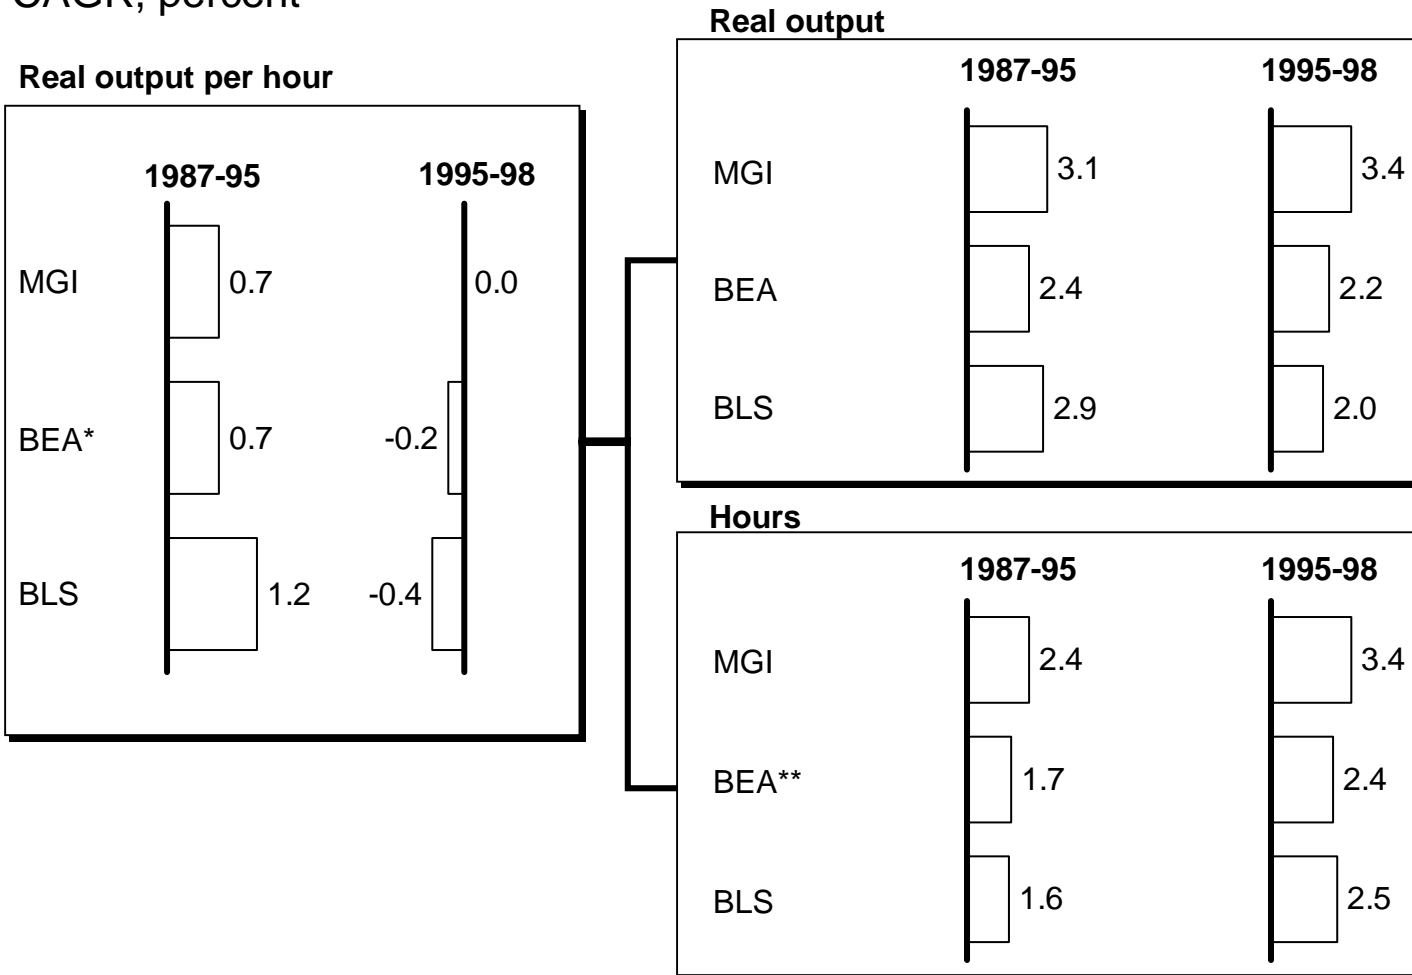 CAGR, percent
Real output per hour
1987-95 1995-98
MGI 0.7 0.0
BEA* 0.7 -0.2
BLS 1.2 -0.4
Real output
1987-95 1995-98
MGI 3.1 3.4
BEA 2.4 2.2
BLS 2.9 2.0
Hours
1987-95 1995-98
MGI 2.4 3.4
BEA** 1.7 2.4
BLS 1.6 2.5